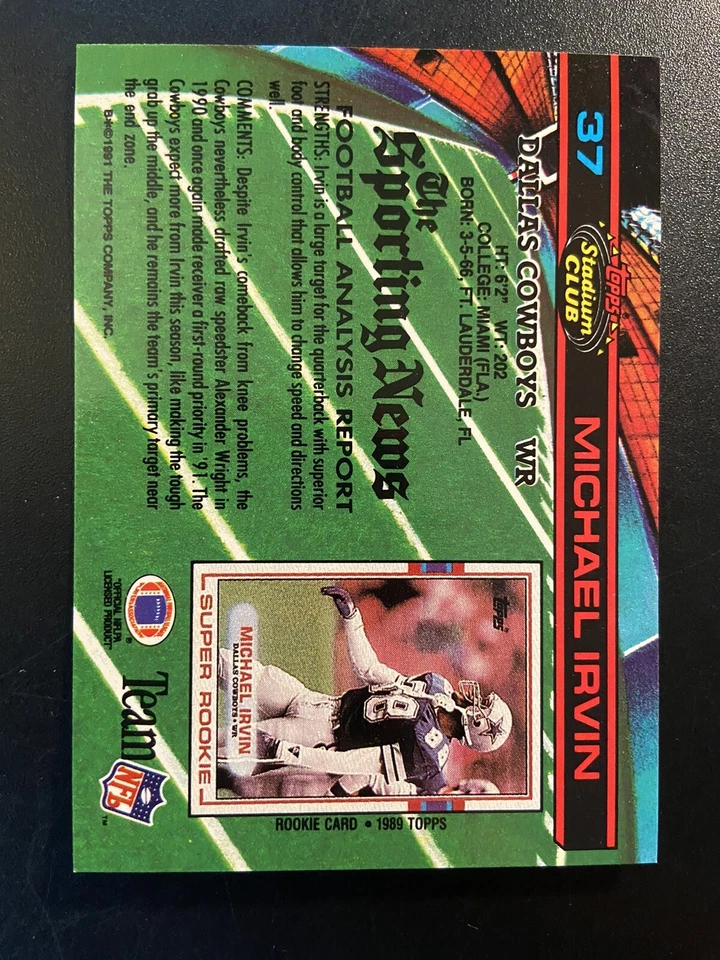 37
topps
Stadium
CLUB
MICHAEL IRVIN
DALLAS COWBOYS WR
HT: 6'2" WT: 202
COLLEGE: MIAMI (FLA.)
BORN: 3-5-66, FT. LAUDERDALE, FL
The
Sporting News
FOOTBALL ANALYSIS REPORT
STRENGTHS: Irvin is a large target for the quarterback with superior
foot and body control that allows him to change speed and directions
well.
COMMENTS: Despite Irvin's comeback from knee problems, the
Cowboys nevertheless drafted raw speedster Alexander Wright in
1990 and once again made receiver a first-round priority in '91. The
Cowboys expect more from Irvin this season, like making the tough
grab up the middle, and he remains the team's primary target near
the end zone.
B*©1991 THE TOPPS COMPANY, INC.
topps
88
MICHAEL IRVIN
DALLAS COWBOYS • WR
SUPER ROOKIE
ROOKIE CARD • 1989 TOPPS
®
"OFFICIAL NFLPA
LICENSED PRODUCT"
Team
NFL
TM